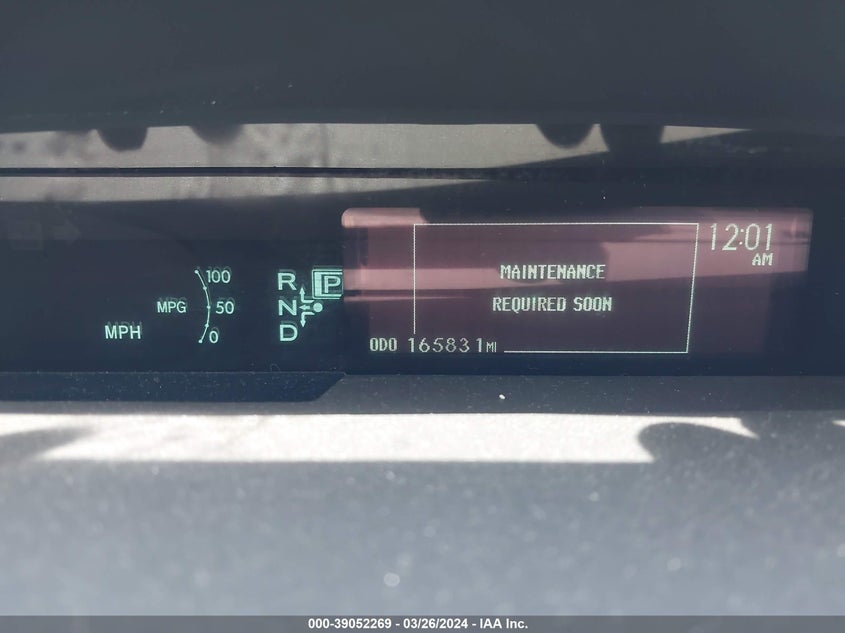 12:01
AM
100
MPG 50
0
MPH
R
P
N
D
MAINTENANCE
REQUIRED SOON
ODO 165831 MI
000-39052269 - 03/26/2024 - IAA Inc.